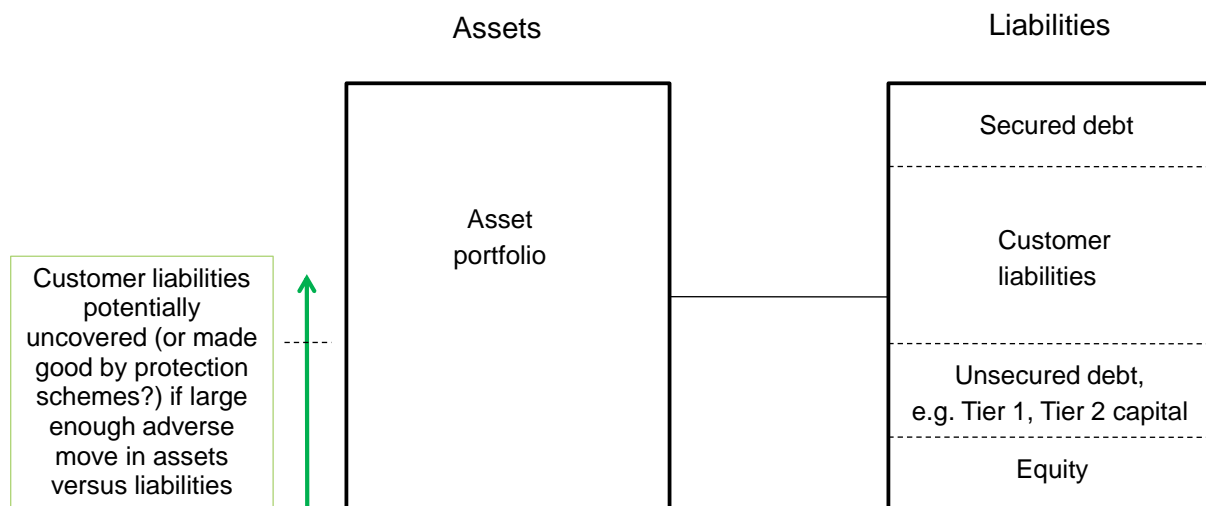 Assets
Liabilities
Secured debt
Asset
portfolio
Customer
liabilities
Customer liabilities
potentially
uncovered (or made
good by protection
schemes?) if large
enough adverse
move in assets
versus liabilities
Unsecured debt,
e.g. Tier 1, Tier 2 capital
Equity